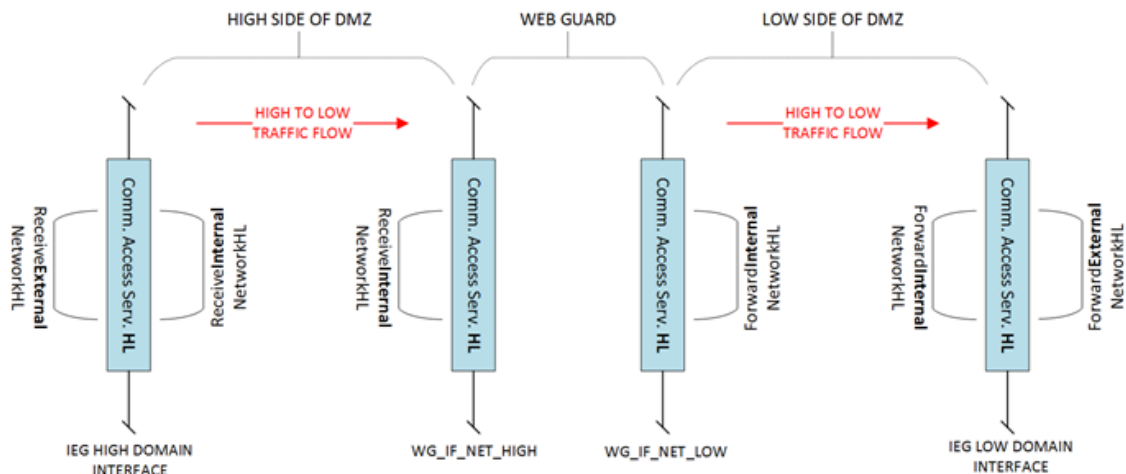 HIGH SIDE OF DMZ
WEB GUARD
LOW SIDE OF DMZ
HIGH TO LOW
TRAFFIC FLOW
HIGH TO LOW
TRAFFIC FLOW
ReceiveExternal
NetworkHL
Comm. Access Serv. HL
ReceiveInternal
NetworkHL
ReceiveInternal
NetworkHL
Comm. Access Serv. HL
Comm. Access Serv. HL
ForwardInternal
NetworkHL
ForwardInternal
NetworkHL
Comm. Access Serv. HL
ForwardExternal
NetworkHL
IEG HIGH DOMAIN
INTERFACE
WG_IF_NET_HIGH
WG_IF_NET_LOW
IEG LOW DOMAIN
INTERFACE